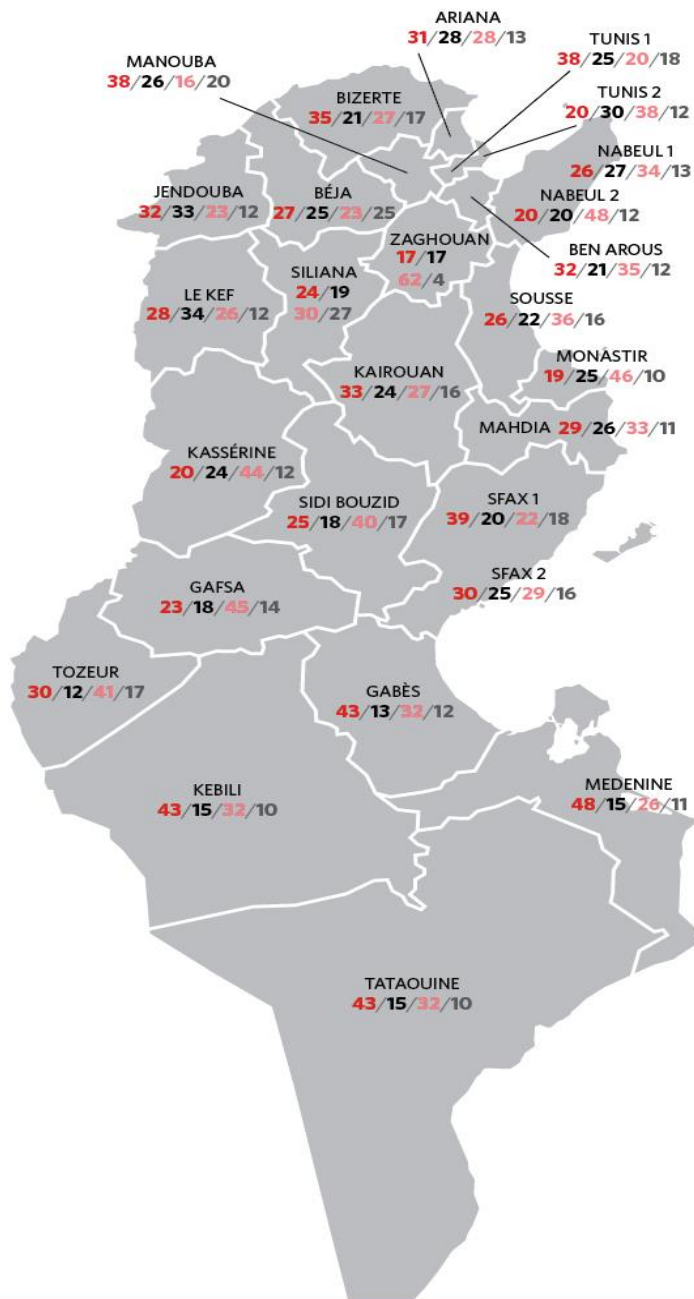 ARIANA
31/28/28/13
TUNIS 1
38/25/20/18
MANOUBA
38/26/16/20
TUNIS 2
20/30/38/12
BIZERTE
35/21/27/17
NABEUL 1
26/27/34/13
JENDOUBA
32/33/23/12
BÉJA
27/25/23/25
NABEUL 2
20/20/48/12
ZAGHOUAN
17/17
62/4
BEN AROUS
32/21/35/12
SILIANA
24/19
30/27
LE KEF
28/34/26/12
SOUSSE
26/22/36/16
MONASTIR
19/25/46/10
KAIROUAN
33/24/27/16
MAHDIA 29/26/33/11
KASSÉRINE
20/24/44/12
SIDI BOUZID
25/18/40/17
SFAX 1
39/20/22/18
SFAX 2
30/25/29/16
GAFSA
23/18/45/14
TOZEUR
30/12/41/17
GABÈS
43/13/32/12
KEBILI
43/15/32/10
MEDENINE
48/15/26/11
TATAOUINE
43/15/32/10